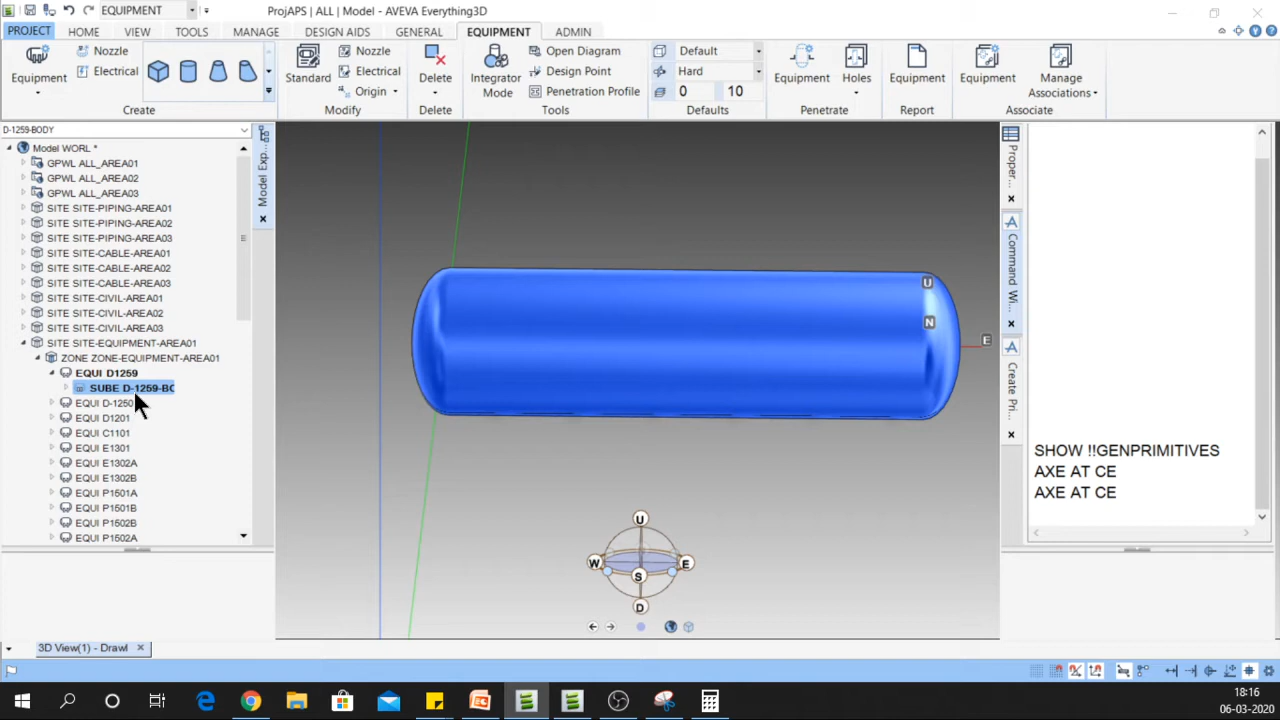 EQUIPMENT
ProjAPS | ALL | Model - AVEVA Everything3D
PROJECT HOME VIEW TOOLS MANAGE DESIGN AIDS GENERAL EQUIPMENT ADMIN
Equipment
Nozzle
Electrical
Create
Standard
Nozzle
Electrical
Origin
Modify
Delete
Delete
Integrator Mode
Open Diagram
Design Point
Penetration Profile
Tools
Default
Hard
0 10
Defaults
Equipment
Holes
Penetrate
Equipment
Report
Equipment
Manage Associations
Associate
D-1259-BODY
Model WORL *
GPWL ALL_AREA01
GPWL ALL_AREA02
GPWL ALL_AREA03
SITE SITE-PIPING-AREA01
SITE SITE-PIPING-AREA02
SITE SITE-PIPING-AREA03
SITE SITE-CABLE-AREA01
SITE SITE-CABLE-AREA02
SITE SITE-CABLE-AREA03
SITE SITE-CIVIL-AREA01
SITE SITE-CIVIL-AREA02
SITE SITE-CIVIL-AREA03
SITE SITE-EQUIPMENT-AREA01
ZONE ZONE-EQUIPMENT-AREA01
EQUI D1259
SUBE D-1259-BO
EQUI D-1250
EQUI D1201
EQUI C1101
EQUI E1301
EQUI E1302A
EQUI E1302B
EQUI P1501A
EQUI P1501B
EQUI P1502B
EQUI P1502A
Model Exp...
U
N
E
U
W
E
S
D
Proper...
Command Wi...
Create Pri...
SHOW !!GENPRIMITIVES
AXE AT CE
AXE AT CE
3D View(1) - Drawl
18:16
06-03-2020